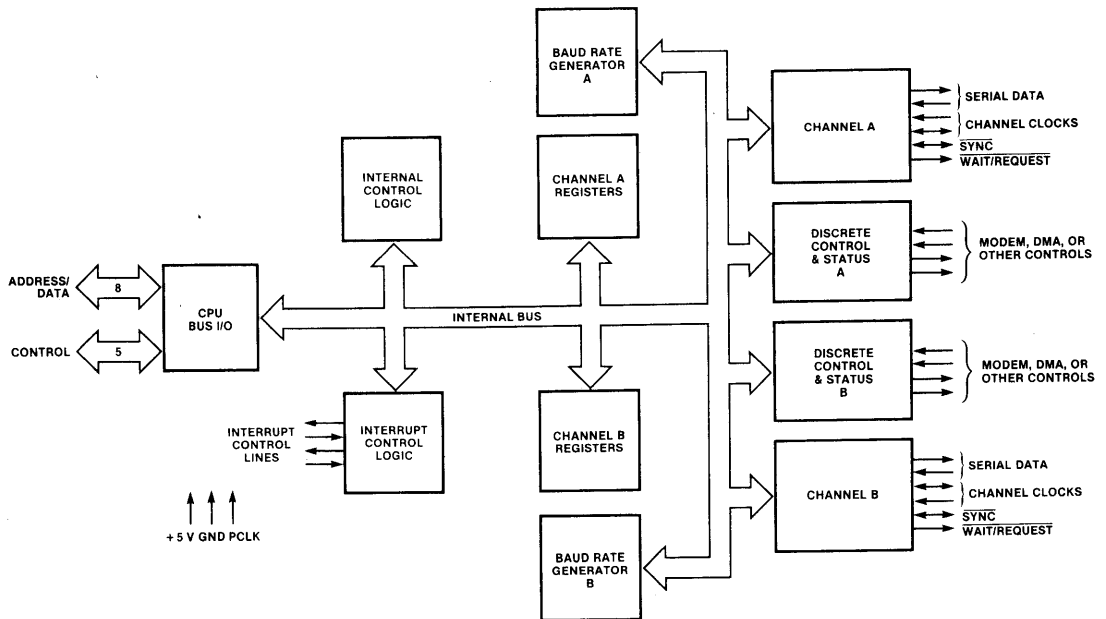 BAUD RATE
GENERATOR
A
CHANNEL A
SERIAL DATA
CHANNEL CLOCKS
SYNC
WAIT/REQUEST
INTERNAL
CONTROL
LOGIC
CHANNEL A
REGISTERS
DISCRETE
CONTROL
& STATUS
A
MODEM, DMA, OR
OTHER CONTROLS
ADDRESS/
DATA
8
CPU
BUS I/O
INTERNAL BUS
CONTROL
5
DISCRETE
CONTROL
& STATUS
B
MODEM, DMA, OR
OTHER CONTROLS
INTERRUPT
CONTROL
LINES
INTERRUPT
CONTROL
LOGIC
CHANNEL B
REGISTERS
CHANNEL B
SERIAL DATA
CHANNEL CLOCKS
SYNC
WAIT/REQUEST
+ 5 V GND PCLK
BAUD RATE
GENERATOR
B